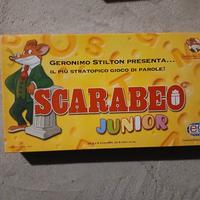 GERONIMO STILTON PRESENTA...
IL PIÙ STRATOPICO GIOCO DI PAROLE!
SCARABEO
JUNIOR